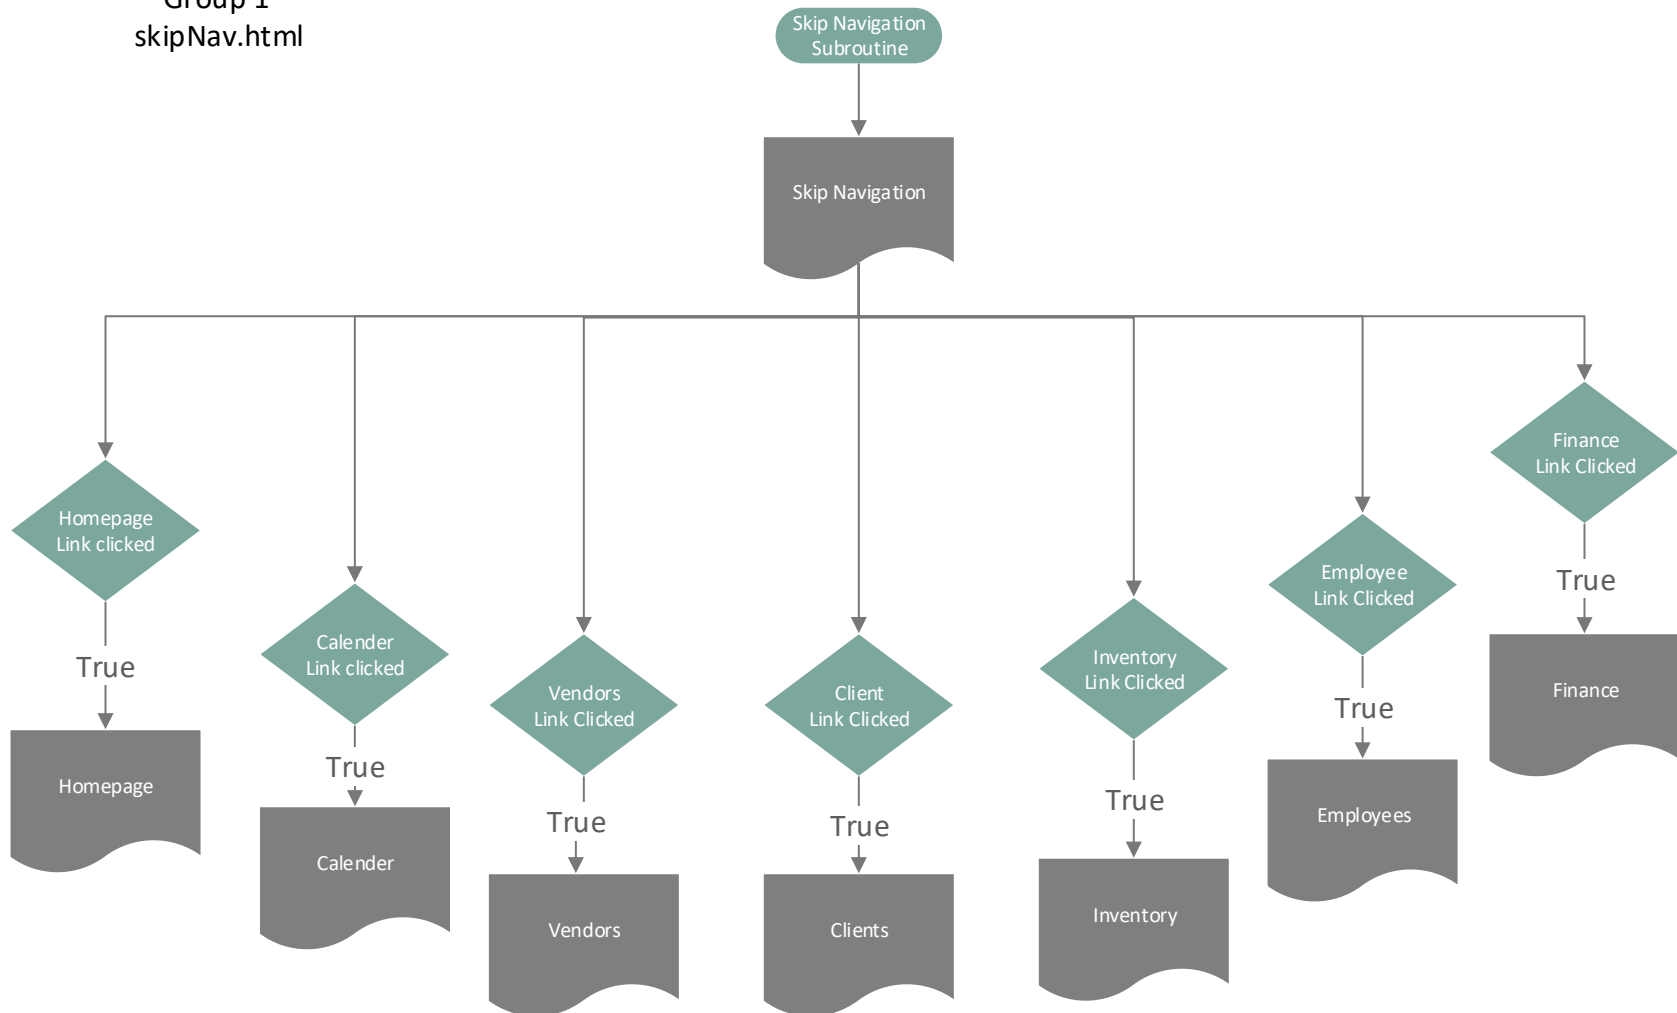 Group 1
skipNav.html
Skip Navigation
Subroutine
Skip Navigation
Homepage
Link clicked
True
Homepage
Calender
Link clicked
True
Calender
Vendors
Link Clicked
True
Vendors
Client
Link Clicked
True
Clients
Inventory
Link Clicked
True
Inventory
Employee
Link Clicked
True
Employees
Finance
Link Clicked
True
Finance